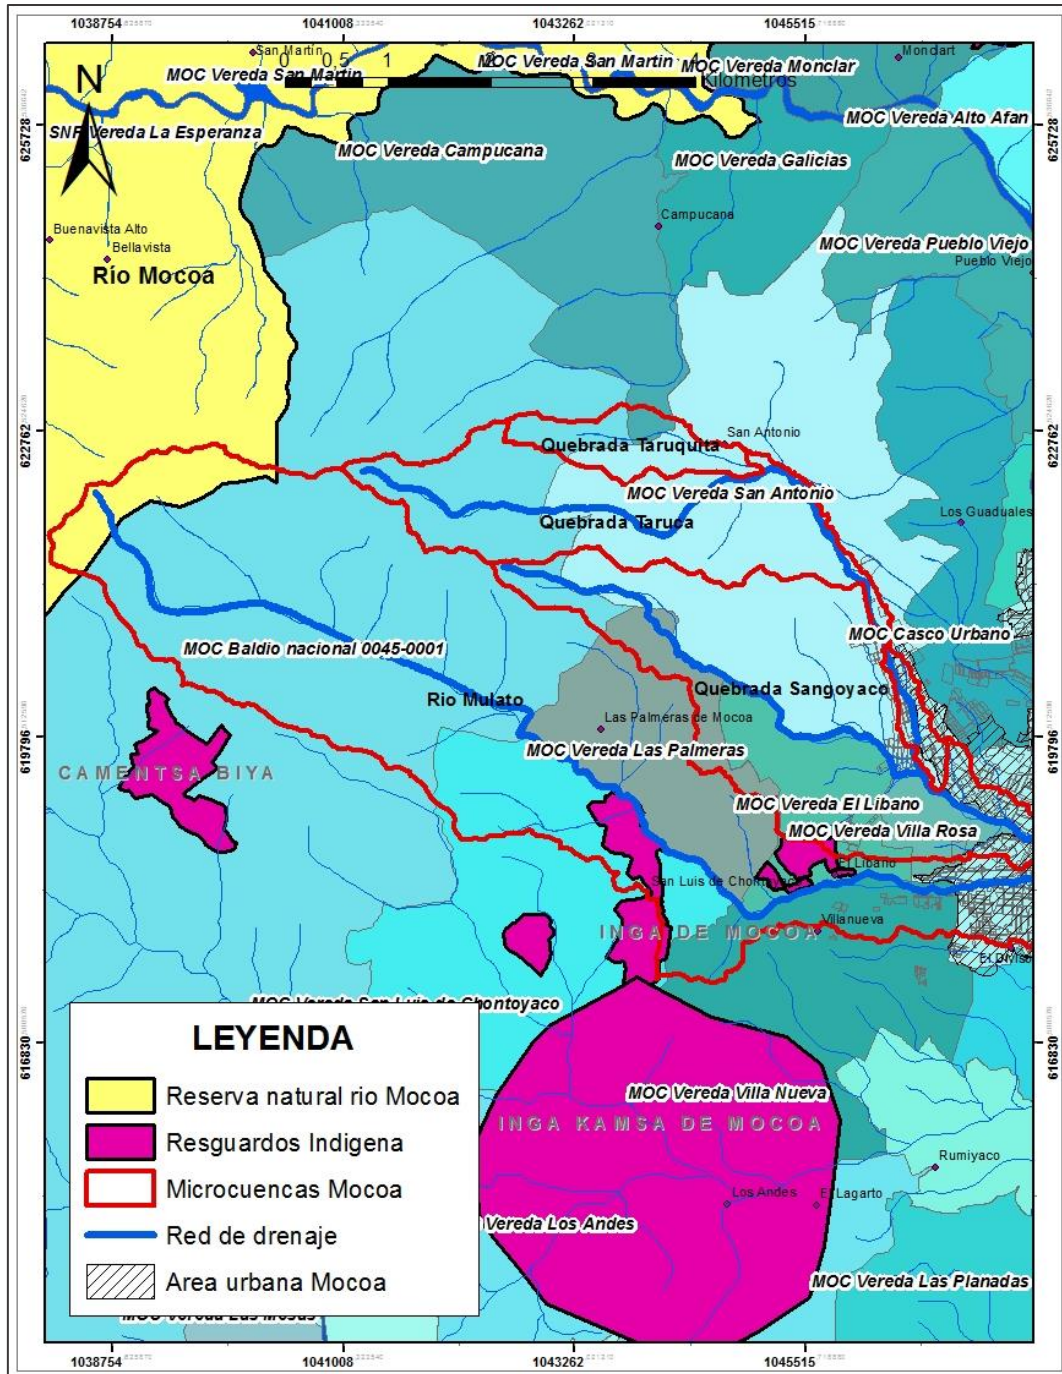 1038754 1041008 1043262 1045515
San Martín
Monclart
MOC Vereda San Martin
MOC Vereda San Martin
MOC Vereda Monclar
N
0 0,5 1 2 3 4
Kilometros
625728
625728
SNF Vereda La Esperanza
MOC Vereda Alto Afan
MOC Vereda Campucana
MOC Vereda Galicias
Campucana
Buenavista Alto
Bellavista
MOC Vereda Pueblo Viejo
Pueblo Viejo
Río Mocoa
622762
622762
San Antonio
Quebrada Taruquita
MOC Vereda San Antonio
Los Guaduales
Quebrada Taruca
MOC Casco Urbano
MOC Baldio nacional 0045-0001
Quebrada Sangoyaco
Rio Mulato
Las Palmeras de Mocoa
619796
619796
MOC Vereda Las Palmeras
CAMENTSA BIYA
MOC Vereda El Libano
MOC Vereda Villa Rosa
El Libano
San Luis de Chontoyac
Villanueva
INGA DE MOCOA
El Diviso
MOC Vereda San Luis de Chontoyaco
616830
616830
LEYENDA
Reserva natural rio Mocoa
Resguardos Indigena
Microcuencas Mocoa
Red de drenaje
Area urbana Mocoa
MOC Vereda Villa Nueva
INGA KAMSA DE MOCOA
Rumiyaco
Los Andes
El Lagarto
Vereda Los Andes
MOC Vereda Las Planadas
1038754 1041008 1043262 1045515